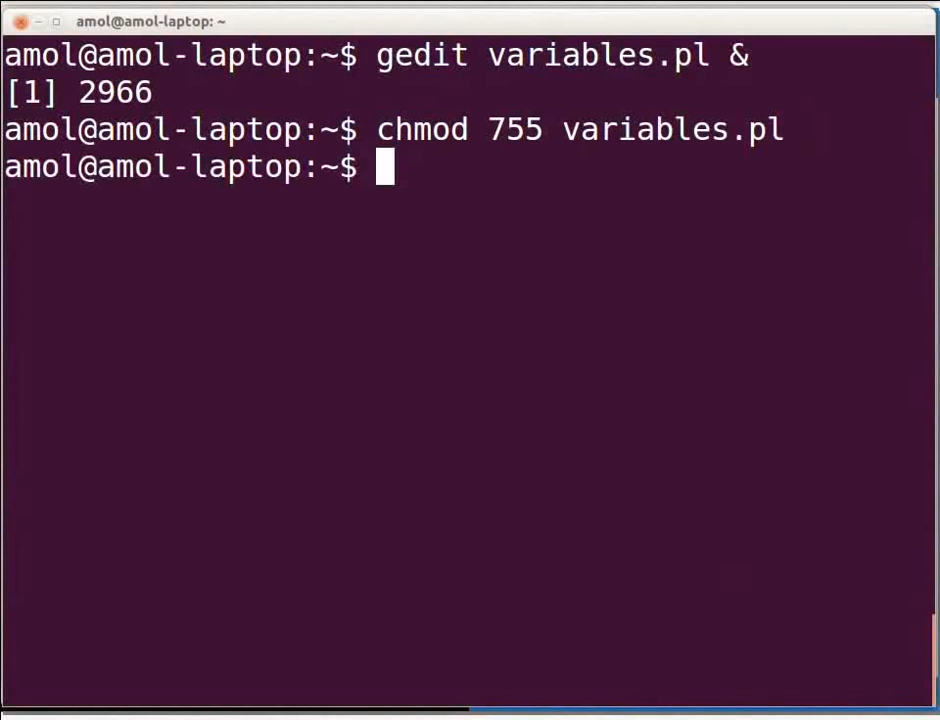 amol@amol-laptop: ~
amol@amol-laptop:~$ gedit variables.pl &
[1] 2966
amol@amol-laptop:~$ chmod 755 variables.pl
amol@amol-laptop:~$